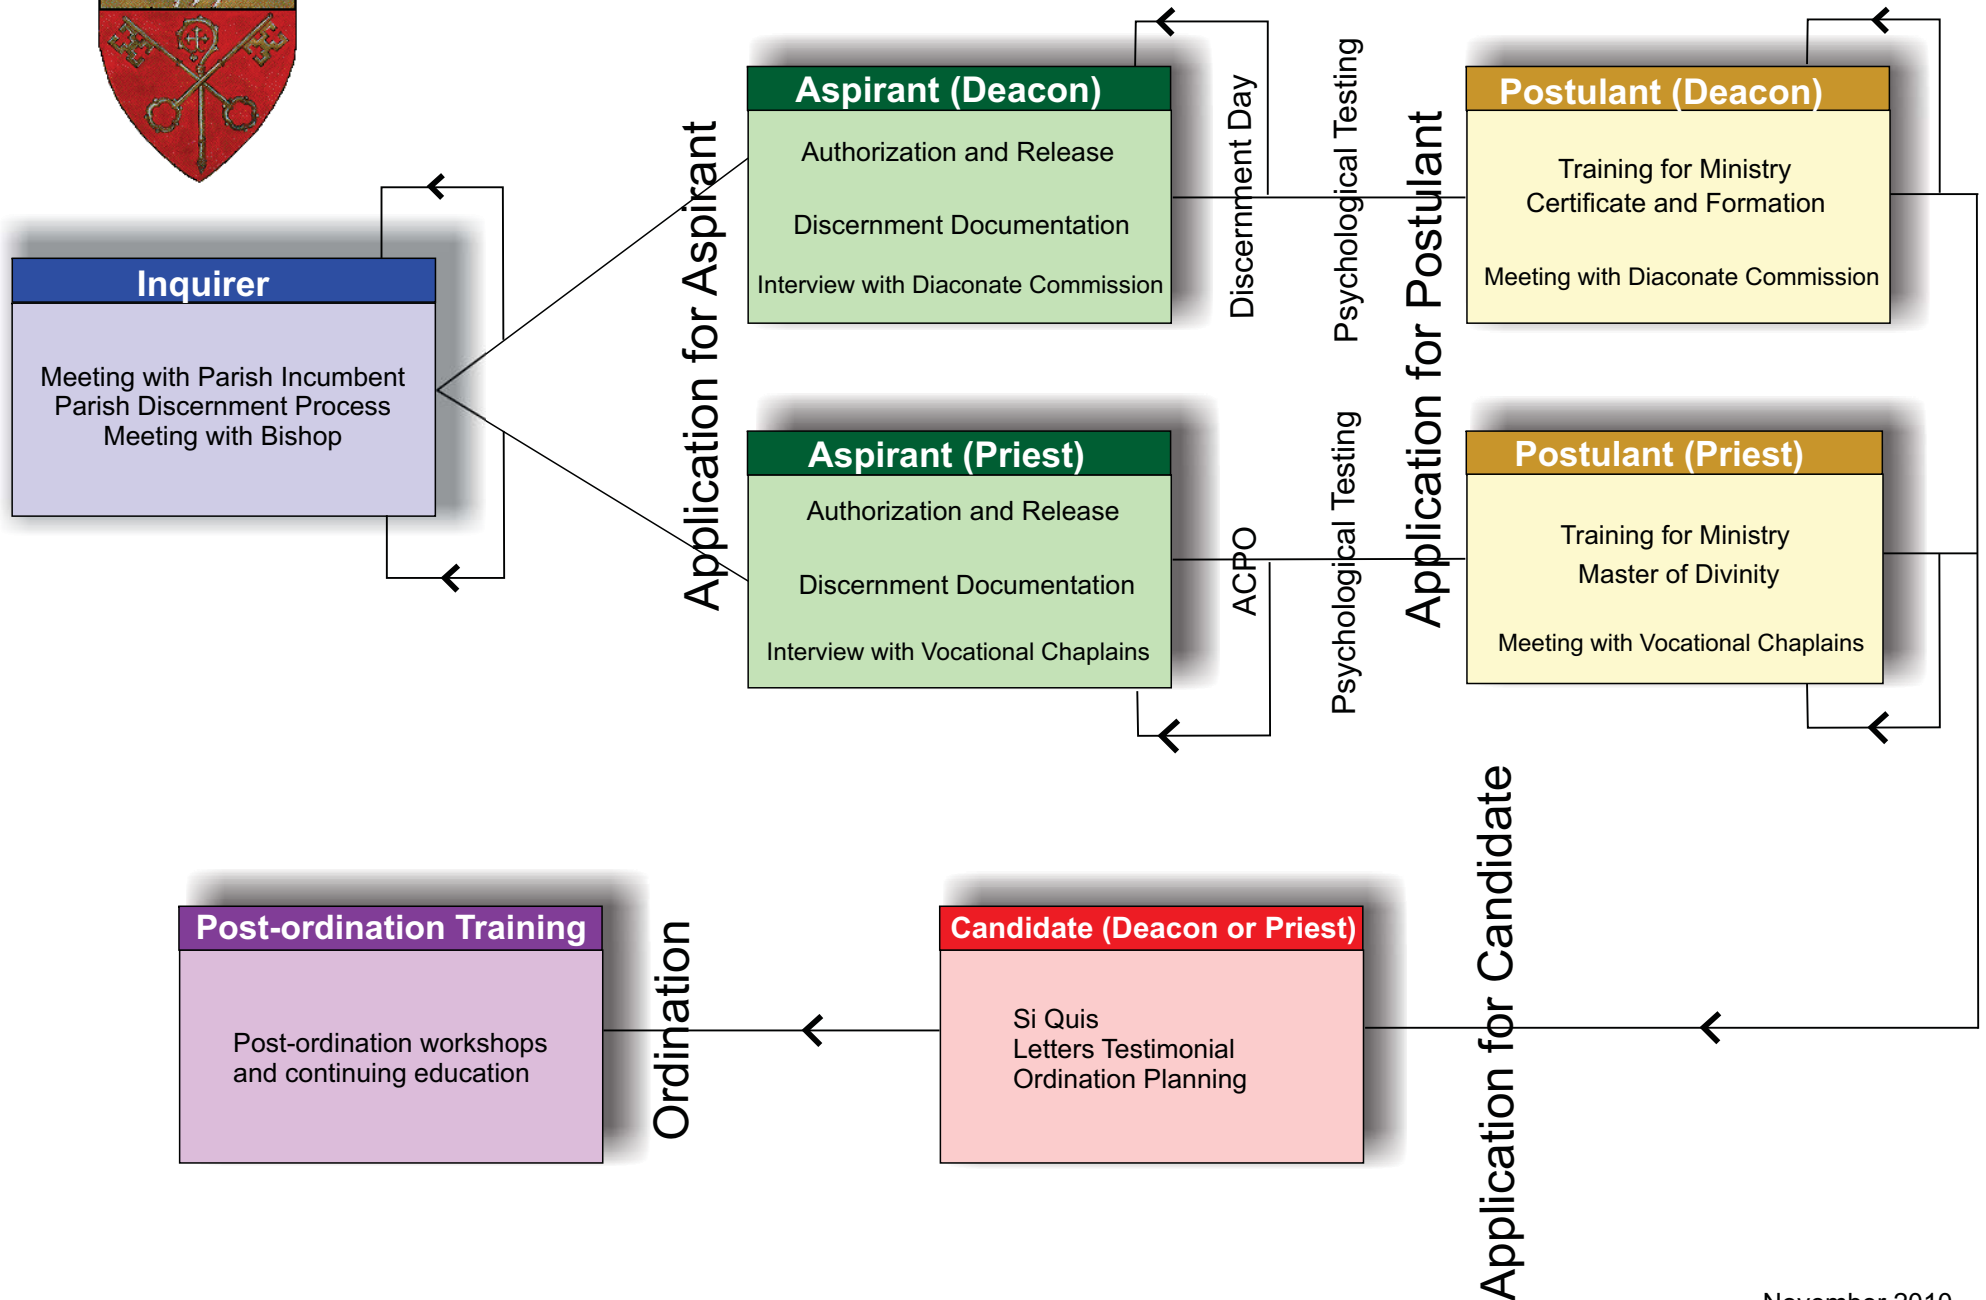 Inquirer
Meeting with Parish Incumbent
Parish Discernment Process
Meeting with Bishop
Application for Aspirant
Aspirant (Deacon)
Authorization and Release
Discernment Documentation
Interview with Diaconate Commission
Discernment Day
Psychological Testing
Aspirant (Priest)
Authorization and Release
Discernment Documentation
Interview with Vocational Chaplains
ACPO
Psychological Testing
Application for Postulant
Postulant (Deacon)
Training for Ministry
Certificate and Formation
Meeting with Diaconate Commission
Postulant (Priest)
Training for Ministry
Master of Divinity
Meeting with Vocational Chaplains
Application for Candidate
Candidate (Deacon or Priest)
Si Quis
Letters Testimonial
Ordination Planning
Ordination
Post-ordination Training
Post-ordination workshops
and continuing education
November 2010